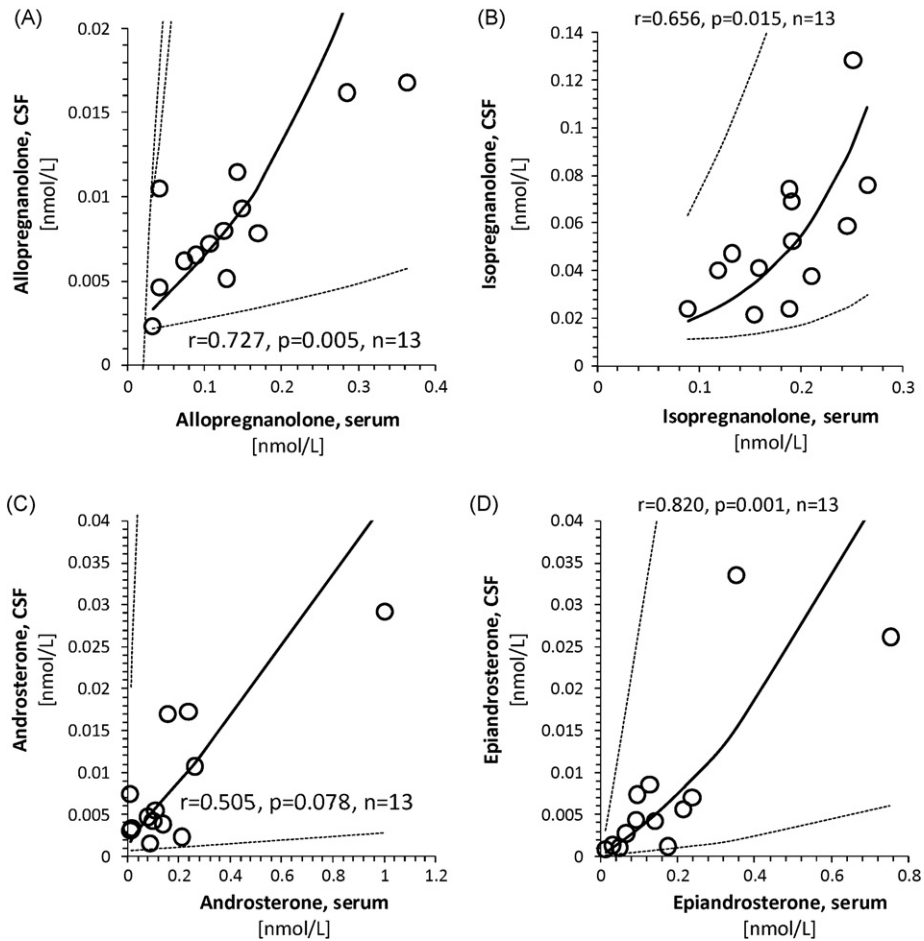 (A)
Allopregnanolone, CSF
[nmol/L]
0.02
0.015
0.01
0.005
0
0 0.1 0.2 0.3 0.4
r=0.727, p=0.005, n=13
Allopregnanolone, serum
[nmol/L]
(B)
r=0.656, p=0.015, n=13
Isopregnanolone, CSF
[nmol/L]
0.14
0.12
0.1
0.08
0.06
0.04
0.02
0
0 0.1 0.2 0.3
Isopregnanolone, serum
[nmol/L]
(C)
Androsterone, CSF
[nmol/L]
0.04
0.035
0.03
0.025
0.02
0.015
0.01
0.005
0
r=0.505, p=0.078, n=13
0 0.2 0.4 0.6 0.8 1 1.2
Androsterone, serum
[nmol/L]
(D)
r=0.820, p=0.001, n=13
Epiandrosterone, CSF
[nmol/L]
0.04
0.035
0.03
0.025
0.02
0.015
0.01
0.005
0
0 0.2 0.4 0.6 0.8
Epiandrosterone, serum
[nmol/L]